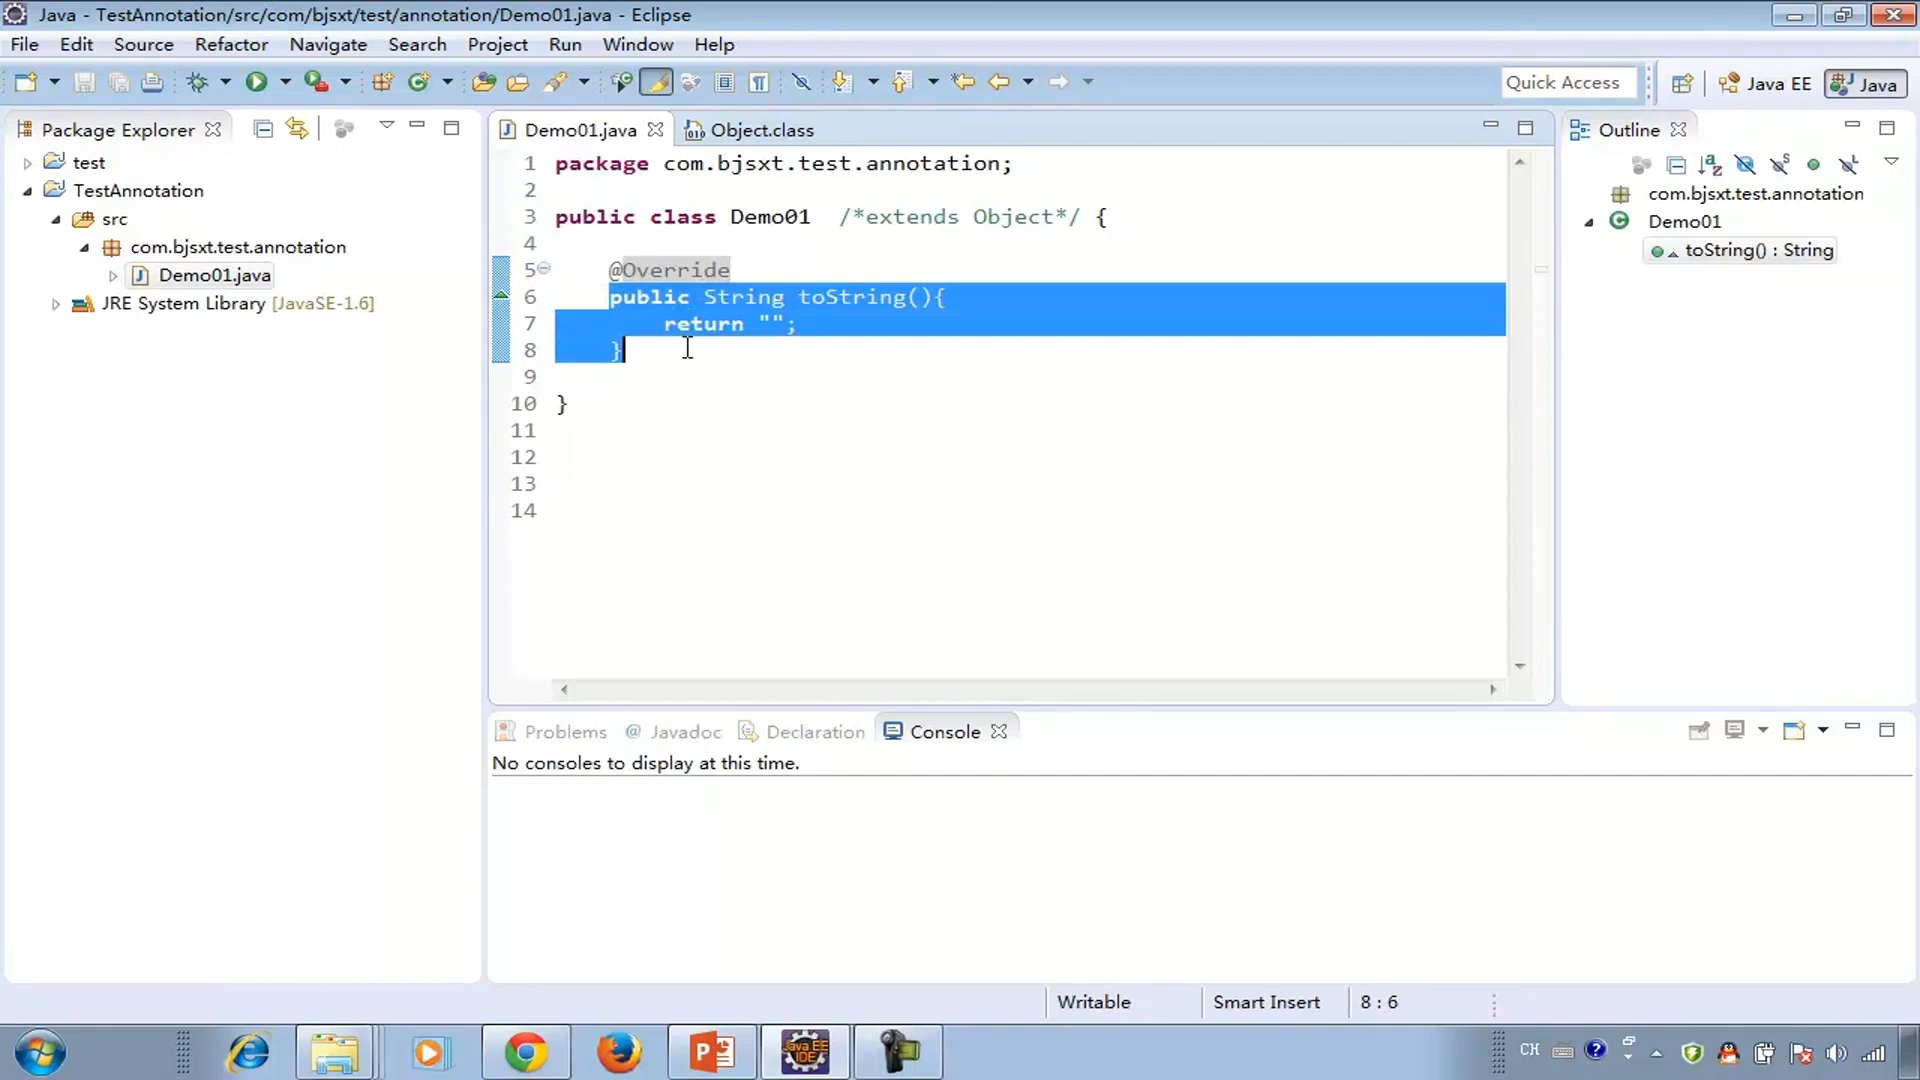 Java - TestAnnotation/src/com/bjsxt/test/annotation/Demo01.java - Eclipse
File Edit Source Refactor Navigate Search Project Run Window Help
Quick Access Java EE Java
Package Explorer
test
TestAnnotation
src
com.bjsxt.test.annotation
Demo01.java
JRE System Library [JavaSE-1.6]
Demo01.java Object.class
1 package com.bjsxt.test.annotation;
2
3 public class Demo01 /*extends Object*/ {
4
5 @Override
6 public String toString(){
7 return "";
8 }
9
10 }
11
12
13
14
Outline
com.bjsxt.test.annotation
Demo01
toString() : String
Problems @ Javadoc Declaration Console
No consoles to display at this time.
Writable Smart Insert 8 : 6
Java EE
IDE
CH